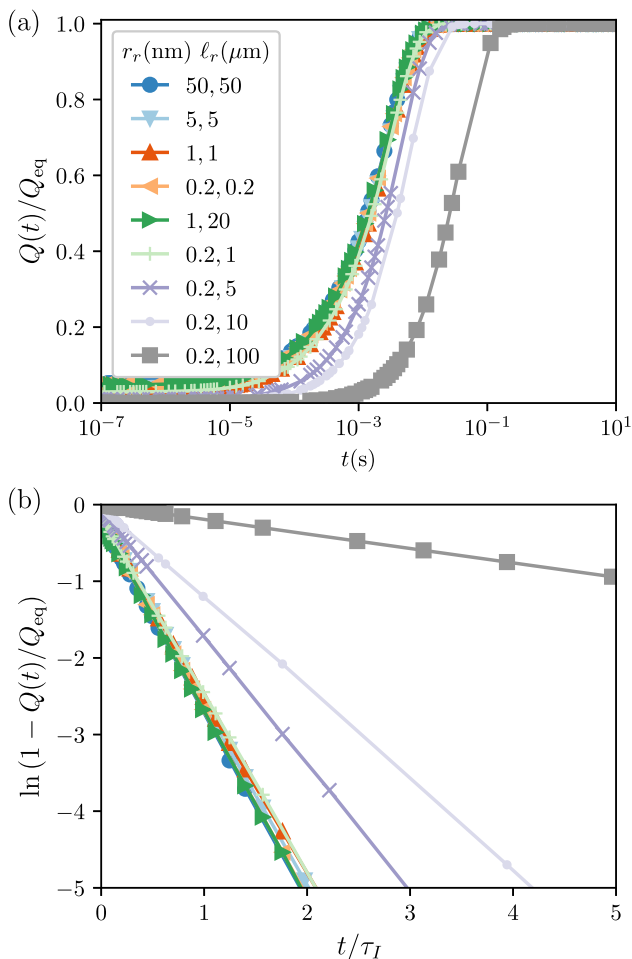 (a)
1.0
0.8
0.6
0.4
0.2
0.0
Q(t)/Q_eq
r_r(nm) ℓ_r(μm)
50, 50
5, 5
1, 1
0.2, 0.2
1, 20
0.2, 1
0.2, 5
0.2, 10
0.2, 100
10⁻⁷ 10⁻⁵ 10⁻³ 10⁻¹ 10¹
t(s)
(b)
0
−1
−2
−3
−4
−5
ln (1 − Q(t)/Q_eq)
0 1 2 3 4 5
t/τ_I